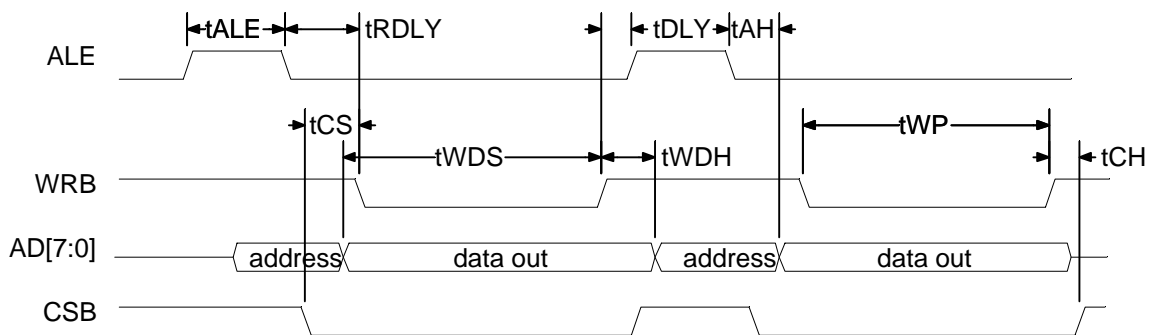 tALE tRDLY tDLY tAH
ALE
tCS tWP
tWDS tWDH tCH
WRB
AD[7:0] address data out address data out
CSB